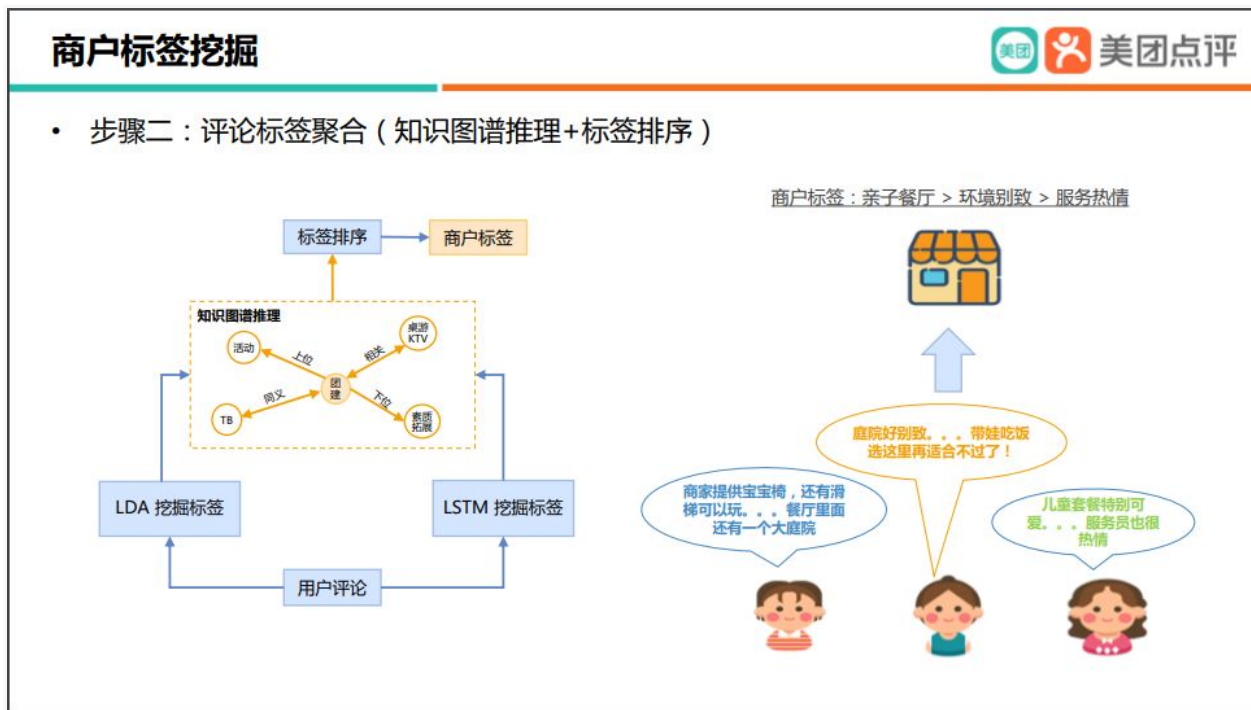 商户标签挖掘
美团
美团点评
• 步骤二：评论标签聚合（知识图谱推理+标签排序）
商户标签：亲子餐厅 > 环境别致 > 服务热情
标签排序
商户标签
知识图谱推理
活动
上位
相关
桌游
KTV
团
建
同义
TB
下位
素质
拓展
LDA 挖掘标签
LSTM 挖掘标签
用户评论
庭院好别致。。。带娃吃饭
选这里再适合不过了！
商家提供宝宝椅，还有滑
梯可以玩。。。餐厅里面
还有一个大庭院
儿童套餐特别可
爱。。。服务员也很
热情